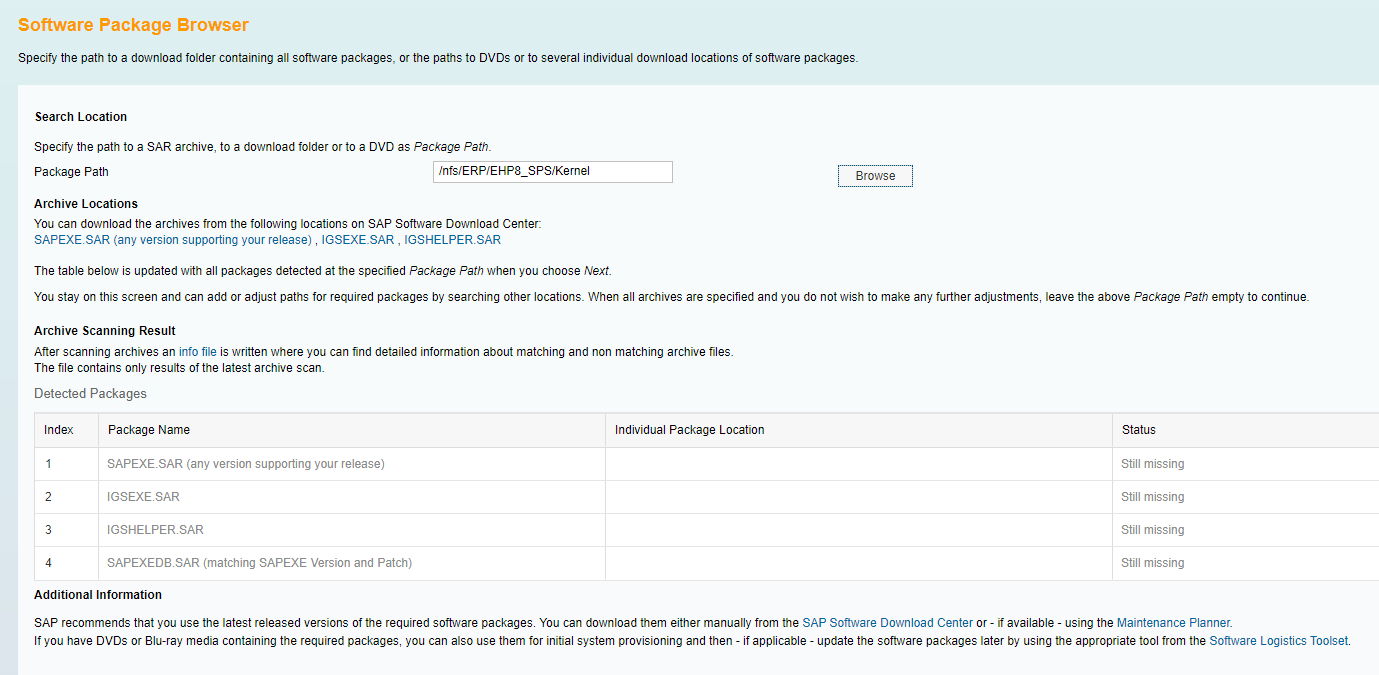 Software Package Browser
Specify the path to a download folder containing all software packages, or the paths to DVDs or to several individual download locations of software packages.
Search Location
Specify the path to a SAR archive, to a download folder or to a DVD as Package Path.
Package Path /nfs/ERP/EHP8_SPS/Kernel Browse
Archive Locations
You can download the archives from the following locations on SAP Software Download Center:
SAPEXE.SAR (any version supporting your release) , IGSEXE.SAR , IGSHELPER.SAR
The table below is updated with all packages detected at the specified Package Path when you choose Next.
You stay on this screen and can add or adjust paths for required packages by searching other locations. When all archives are specified and you do not wish to make any further adjustments, leave the above Package Path empty to continue.
Archive Scanning Result
After scanning archives an info file is written where you can find detailed information about matching and non matching archive files.
The file contains only results of the latest archive scan.
Detected Packages
Index Package Name Individual Package Location Status
1 SAPEXE.SAR (any version supporting your release) Still missing
2 IGSEXE.SAR Still missing
3 IGSHELPER.SAR Still missing
4 SAPEXEDB.SAR (matching SAPEXE Version and Patch) Still missing
Additional Information
SAP recommends that you use the latest released versions of the required software packages. You can download them either manually from the SAP Software Download Center or - if available - using the Maintenance Planner.
If you have DVDs or Blu-ray media containing the required packages, you can also use them for initial system provisioning and then - if applicable - update the software packages later by using the appropriate tool from the Software Logistics Toolset.